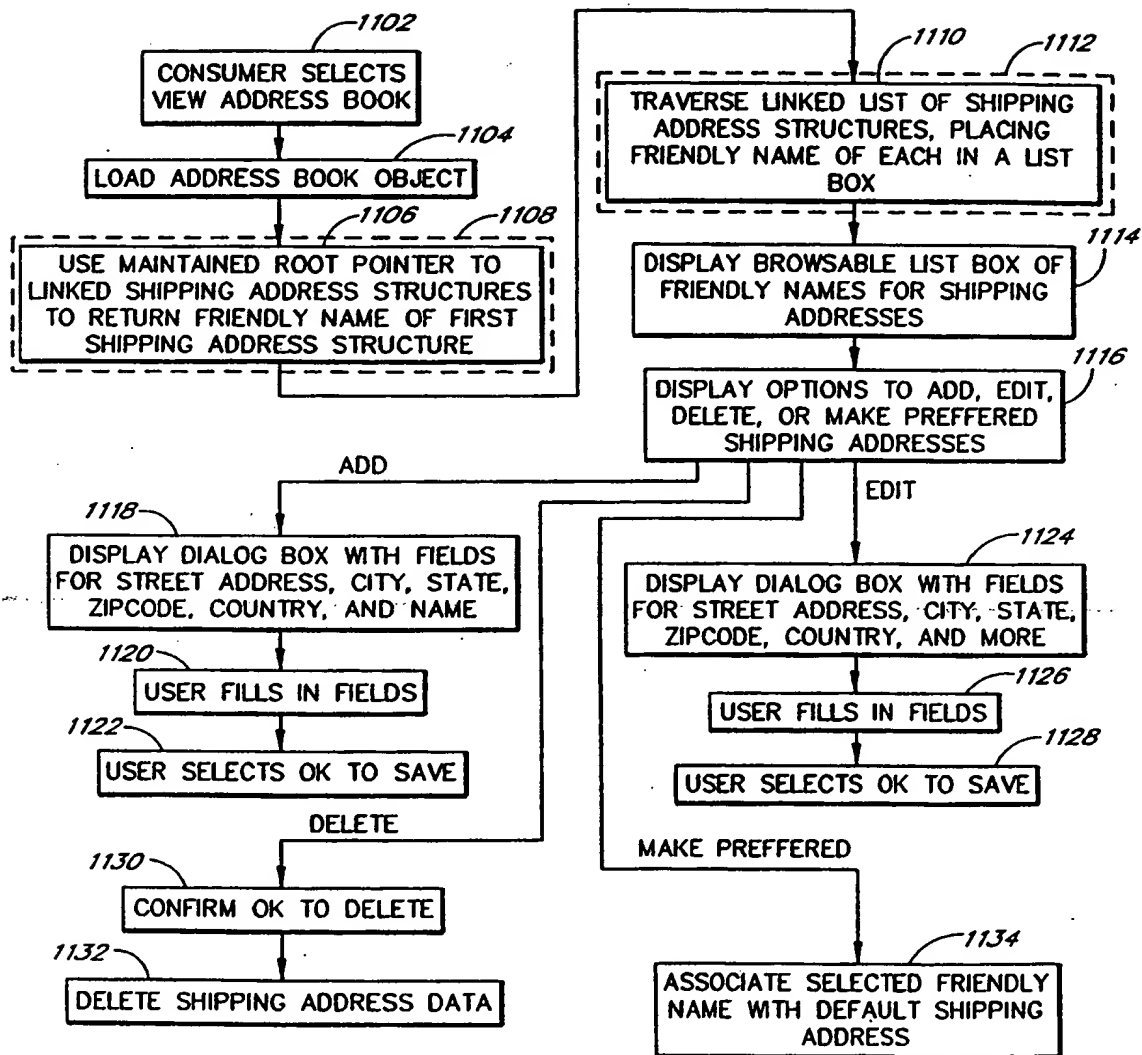 1102
CONSUMER SELECTS
VIEW ADDRESS BOOK
1104
LOAD ADDRESS BOOK OBJECT
1106
1108
USE MAINTAINED ROOT POINTER TO
LINKED SHIPPING ADDRESS STRUCTURES
TO RETURN FRIENDLY NAME OF FIRST
SHIPPING ADDRESS STRUCTURE
1110
1112
TRAVERSE LINKED LIST OF SHIPPING
ADDRESS STRUCTURES, PLACING
FRIENDLY NAME OF EACH IN A LIST
BOX
1114
DISPLAY BROWSABLE LIST BOX OF
FRIENDLY NAMES FOR SHIPPING
ADDRESSES
1116
DISPLAY OPTIONS TO ADD, EDIT,
DELETE, OR MAKE PREFFERED
SHIPPING ADDRESSES
ADD
1118
DISPLAY DIALOG BOX WITH FIELDS
FOR STREET ADDRESS, CITY, STATE,
ZIPCODE, COUNTRY, AND NAME
1120
USER FILLS IN FIELDS
1122
USER SELECTS OK TO SAVE
EDIT
1124
DISPLAY DIALOG BOX WITH FIELDS
FOR STREET ADDRESS, CITY, STATE,
ZIPCODE, COUNTRY, AND MORE
1126
USER FILLS IN FIELDS
1128
USER SELECTS OK TO SAVE
DELETE
1130
CONFIRM OK TO DELETE
1132
DELETE SHIPPING ADDRESS DATA
MAKE PREFFERED
1134
ASSOCIATE SELECTED FRIENDLY
NAME WITH DEFAULT SHIPPING
ADDRESS